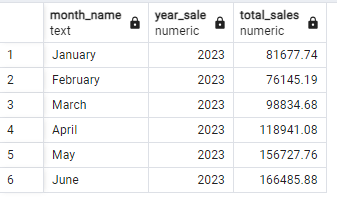 month_name year_sale total_sales
text numeric numeric
1 January 2023 81677.74
2 February 2023 76145.19
3 March 2023 98834.68
4 April 2023 118941.08
5 May 2023 156727.76
6 June 2023 166485.88